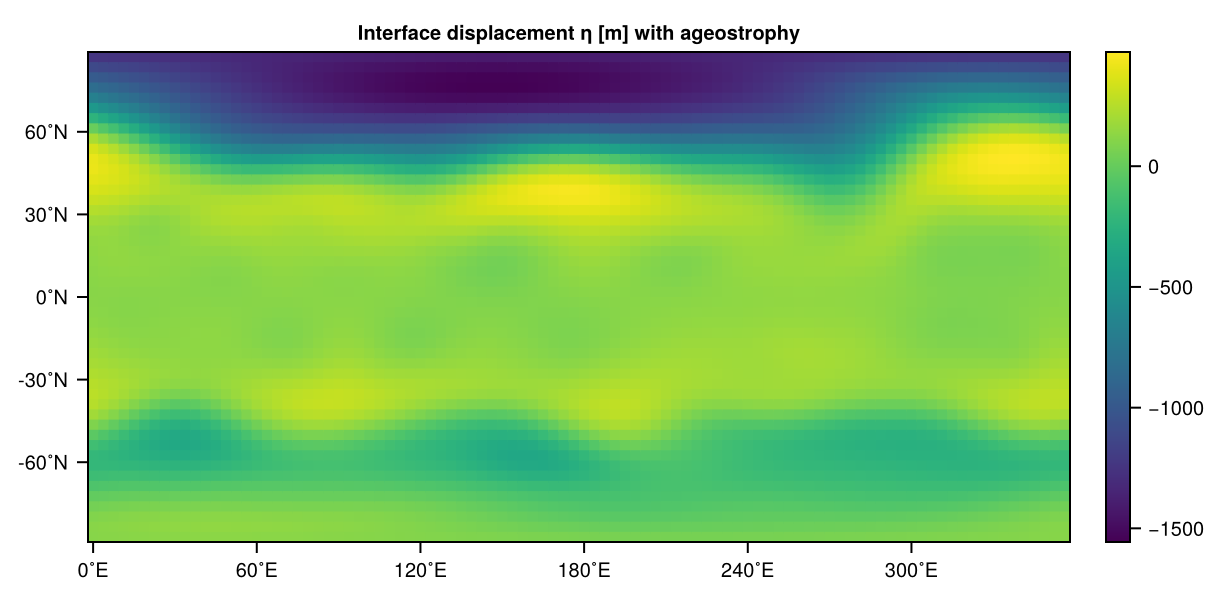 Interface displacement η [m] with ageostrophy
60˚N
30˚N
0˚N
-30˚N
-60˚N
0˚E
60˚E
120˚E
180˚E
240˚E
300˚E
0
−500
−1000
−1500